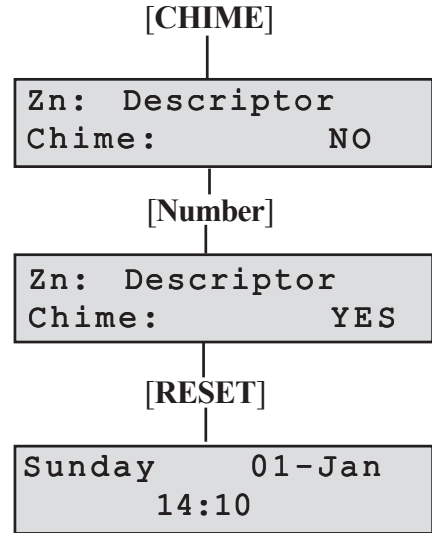 [CHIME]
Zn: Descriptor
Chime: NO
[Number]
Zn: Descriptor
Chime: YES
[RESET]
Sunday 01-Jan
14:10